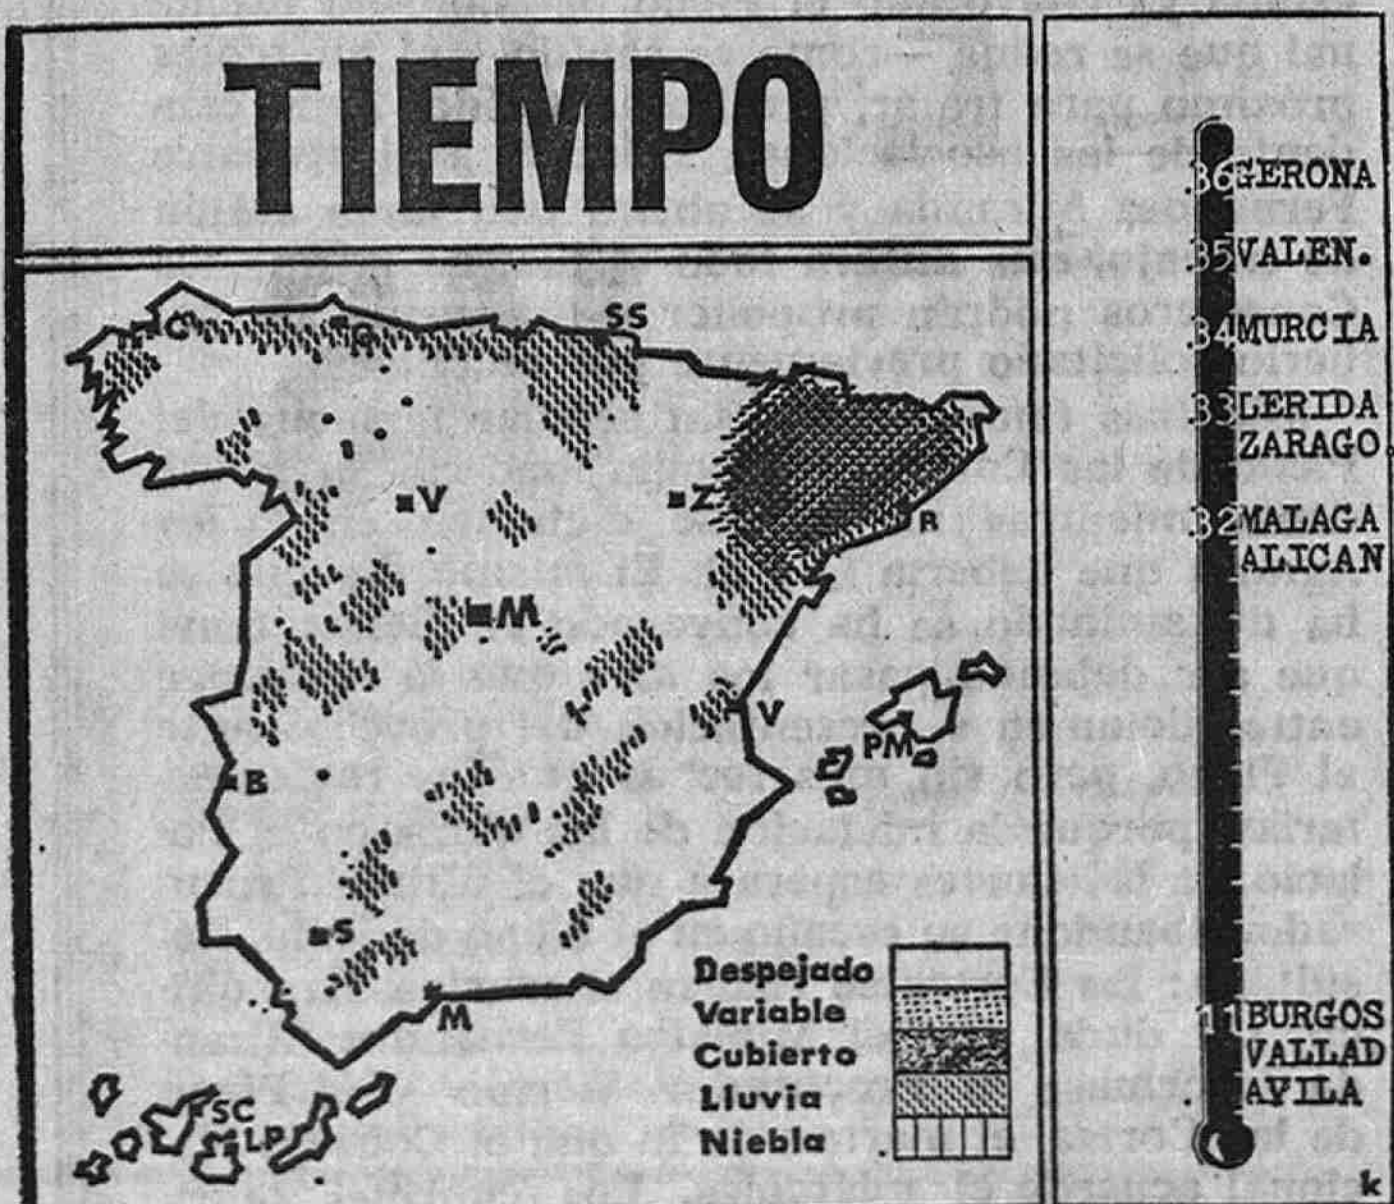 TIEMPO
C
G
SS
V
Z
R
M
V
PM
B
S
M
SC
LP
Despejado
Variable
Cubierto
Lluvia
Niebla
36 GERONA
35 VALEN.
34 MURCIA
33 LERIDA
ZARAGO.
32 MALAGA
ALICAN
11 BURGOS
VALLAD
AVILA
k